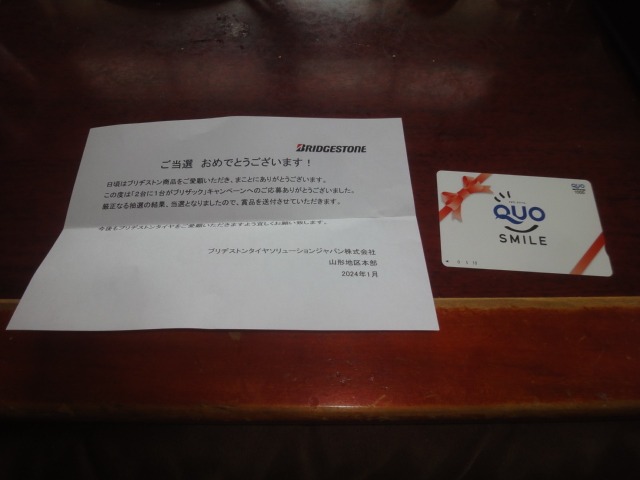 BRIDGESTONE
ご当選 おめでとうございます！
日頃はブリヂストン商品をご愛顧いただき、まことにありがとうございます。
この度は「2台に1台がブリザック」キャンペーンへのご応募ありがとうございました。
厳正なる抽選の結果、当選となりましたので、賞品を送付させていただきます。
今後もブリヂストンタイヤをご愛顧いただきますよう宜しくお願い致します。
ブリヂストンタイヤソリューションジャパン株式会社
山形地区本部
2024年1月
QUO
QUO
SMILE